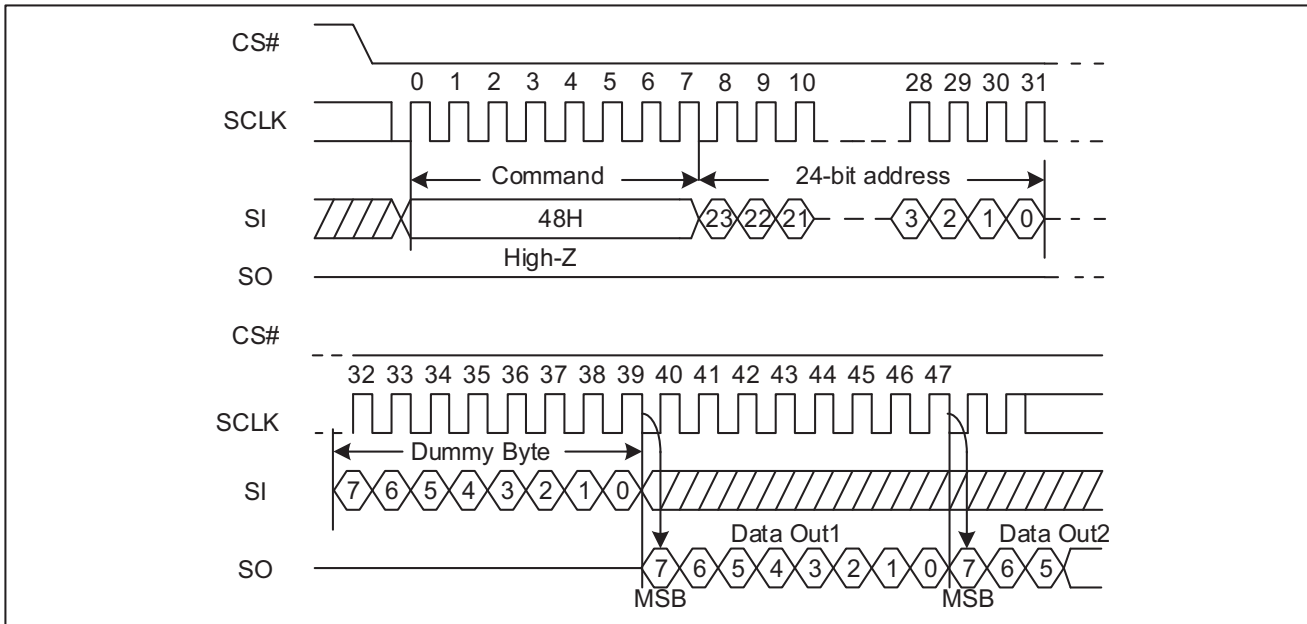 CS#
0 1 2 3 4 5 6 7 8 9 10 28 29 30 31
SCLK
Command 24-bit address
SI 48H 23 22 21 3 2 1 0
High-Z
SO
CS#
32 33 34 35 36 37 38 39 40 41 42 43 44 45 46 47
SCLK
Dummy Byte
SI 7 6 5 4 3 2 1 0
Data Out1 Data Out2
SO 7 6 5 4 3 2 1 0 7 6 5
MSB MSB